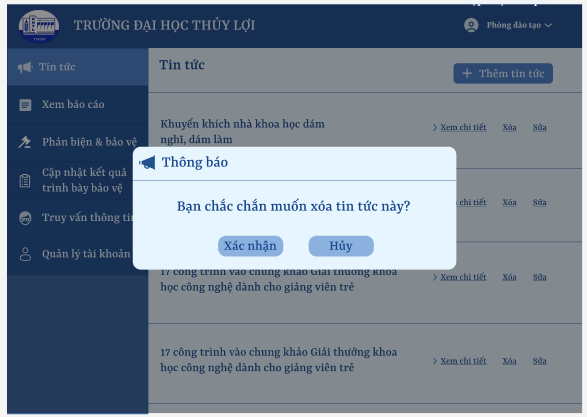 TRƯỜNG ĐẠI HỌC THỦY LỢI
Phòng đào tạo
Tin tức
Tin tức
+ Thêm tin tức
Xem báo cáo
Khuyến khích nhà khoa học dám
nghĩ, dám làm
> Xem chi tiết Xóa Sửa
Phản biện & bảo vệ
Thông báo
Cập nhật kết quả
trình bày bảo vệ
Bạn chắc chắn muốn xóa tin tức này?
chi tiết Xóa Sửa
Truy vấn thông tin
Xác nhận Hủy
Quản lý tài khoản
17 công trình vào chung khảo Giải thưởng khoa
học công nghệ dành cho giảng viên trẻ
> Xem chi tiết Xóa Sửa
17 công trình vào chung khảo Giải thưởng khoa
học công nghệ dành cho giảng viên trẻ
> Xem chi tiết Xóa Sửa